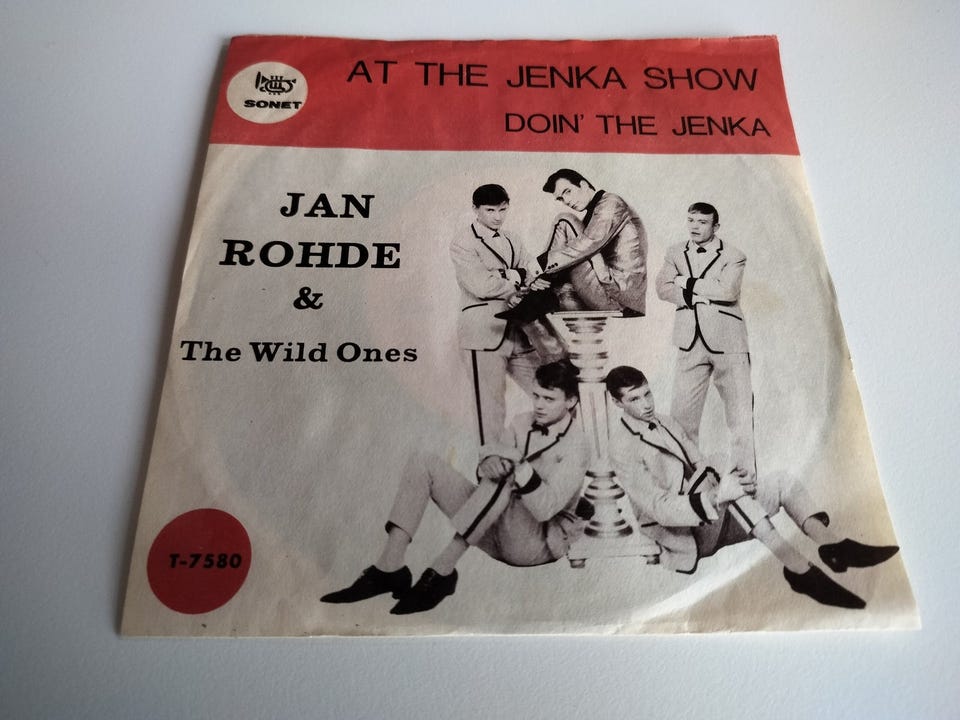 SONET
AT THE JENKA SHOW
DOIN' THE JENKA
JAN
ROHDE
&
The Wild Ones
T-7580